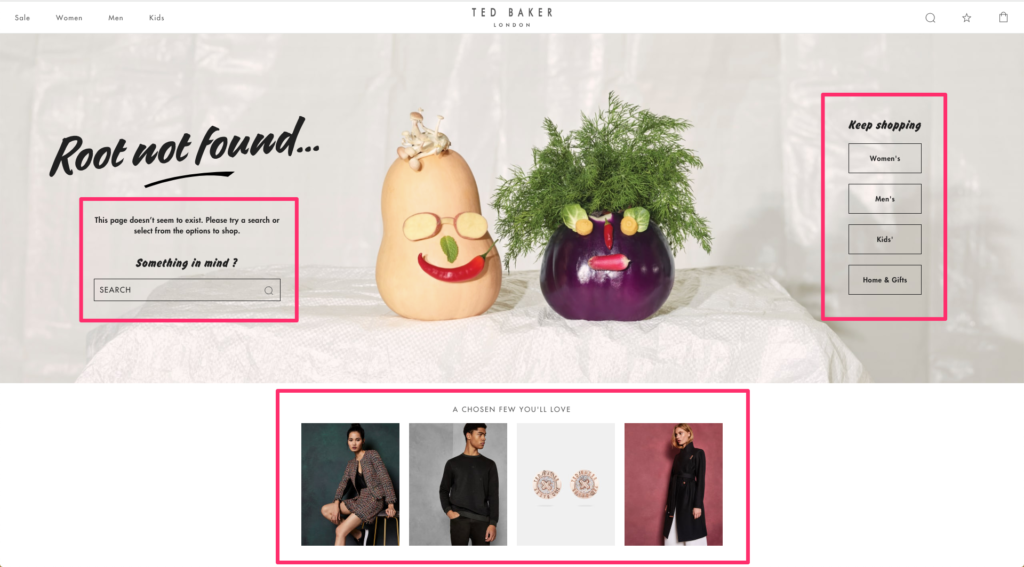 Sale Women Men Kids
TED BAKER
LONDON
Root not found...
This page doesn't seem to exist. Please try a search or
select from the options to shop.
Something in mind ?
SEARCH
Keep shopping
Women's
Men's
Kids'
Home & Gifts
A CHOSEN FEW YOU'LL LOVE